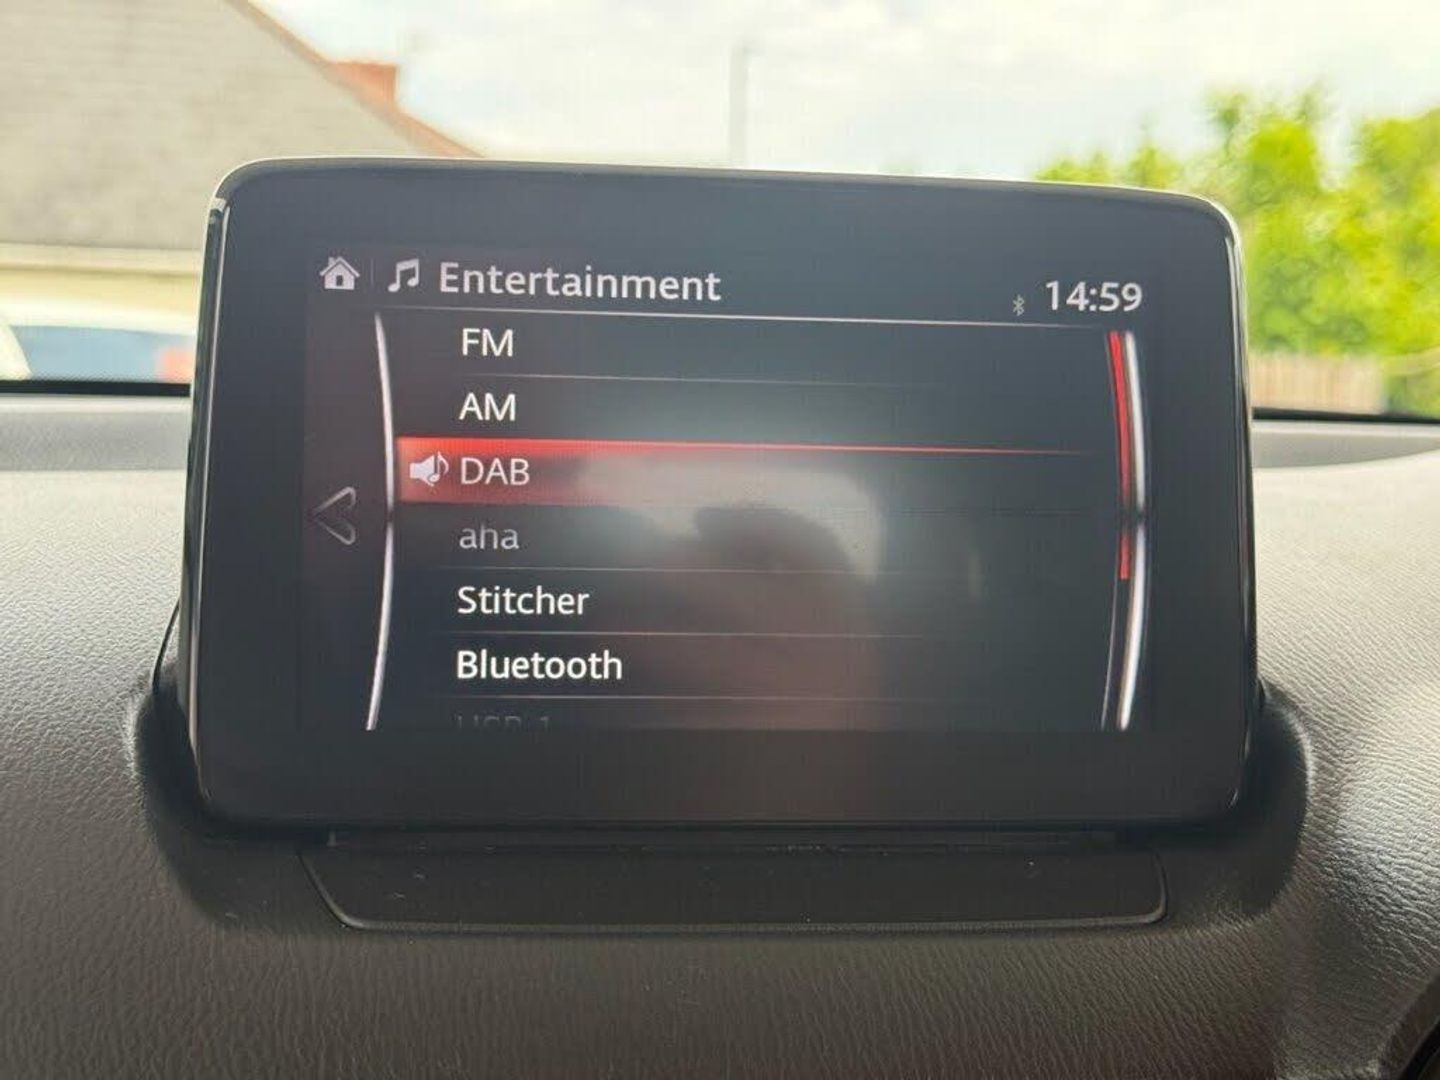 Entertainment 14:59
FM
AM
DAB
aha
Stitcher
Bluetooth